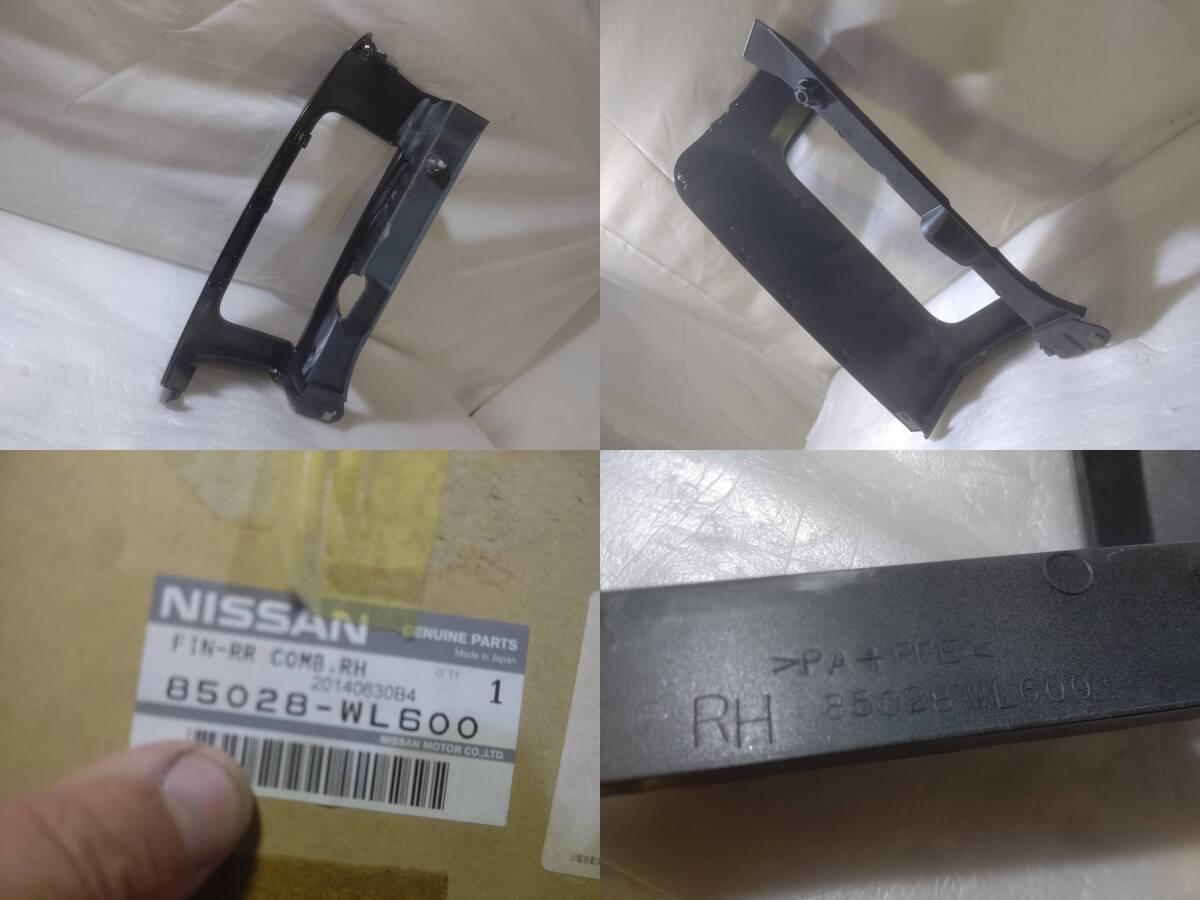 NISSAN
GENUINE PARTS
Made in Japan
FIN-RR COMB.RH
Q'TY
1
20140630B4
85028-WL600
NISSAN MOTOR CO.,LTD.
>PA+PPE<
RH 85028 WL600